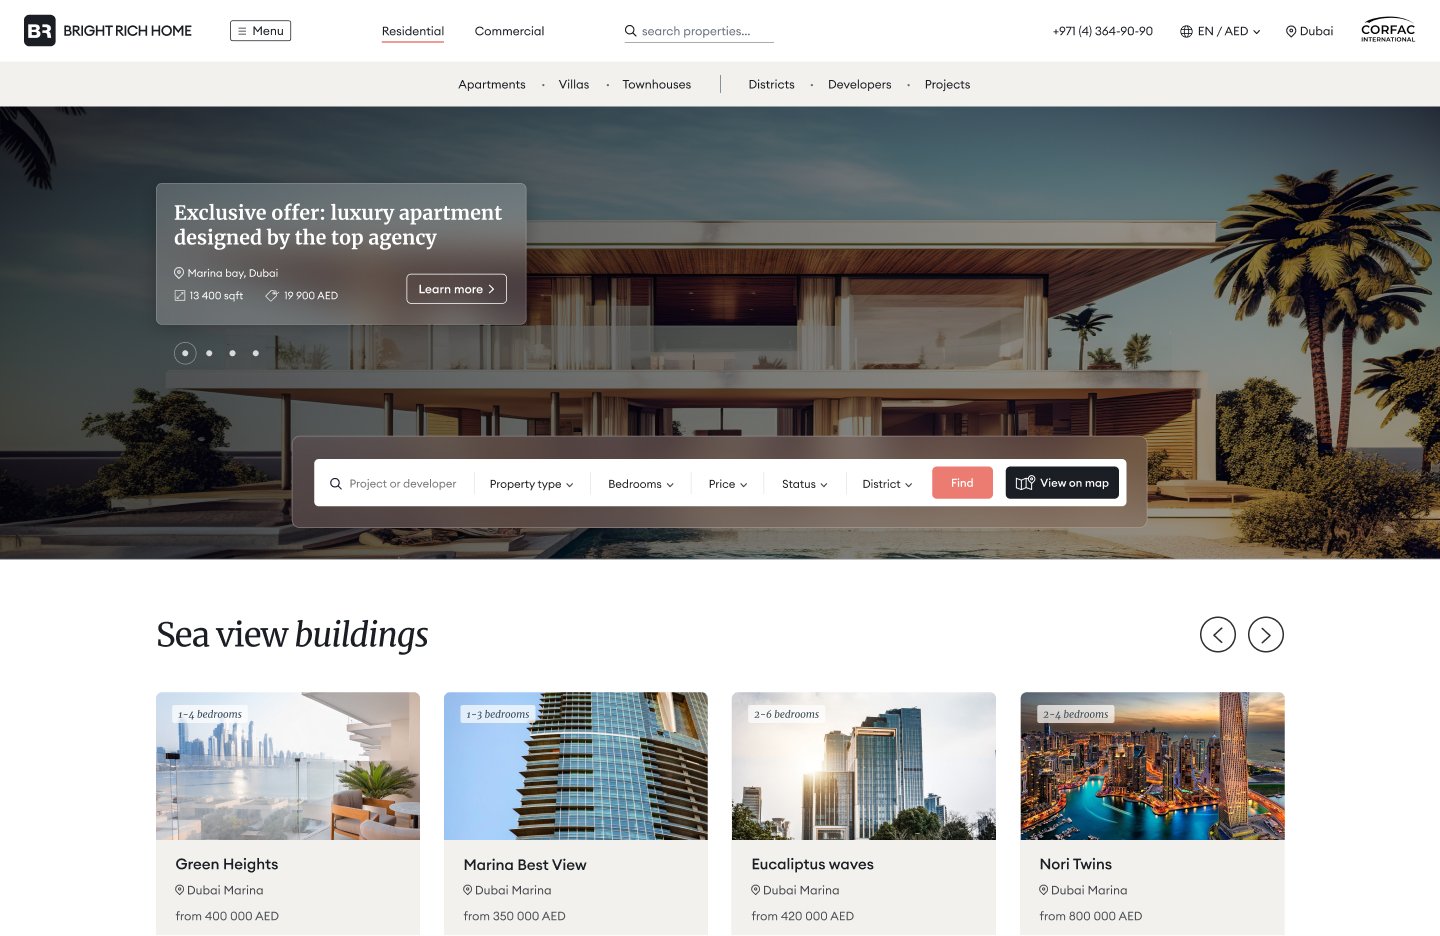 BR BRIGHT RICH HOME
Menu
Residential
Commercial
search properties...
+971 (4) 364-90-90
EN / AED
Dubai
CORFAC
INTERNATIONAL
Apartments • Villas • Townhouses
Districts • Developers • Projects
Exclusive offer: luxury apartment
designed by the top agency
Marina bay, Dubai
13 400 sqft
19 900 AED
Learn more
Project or developer
Property type
Bedrooms
Price
Status
District
Find
View on map
Sea view buildings
1-4 bedrooms
1-3 bedrooms
2-6 bedrooms
2-4 bedrooms
Green Heights
Dubai Marina
from 400 000 AED
Marina Best View
Dubai Marina
from 350 000 AED
Eucaliptus waves
Dubai Marina
from 420 000 AED
Nori Twins
Dubai Marina
from 800 000 AED